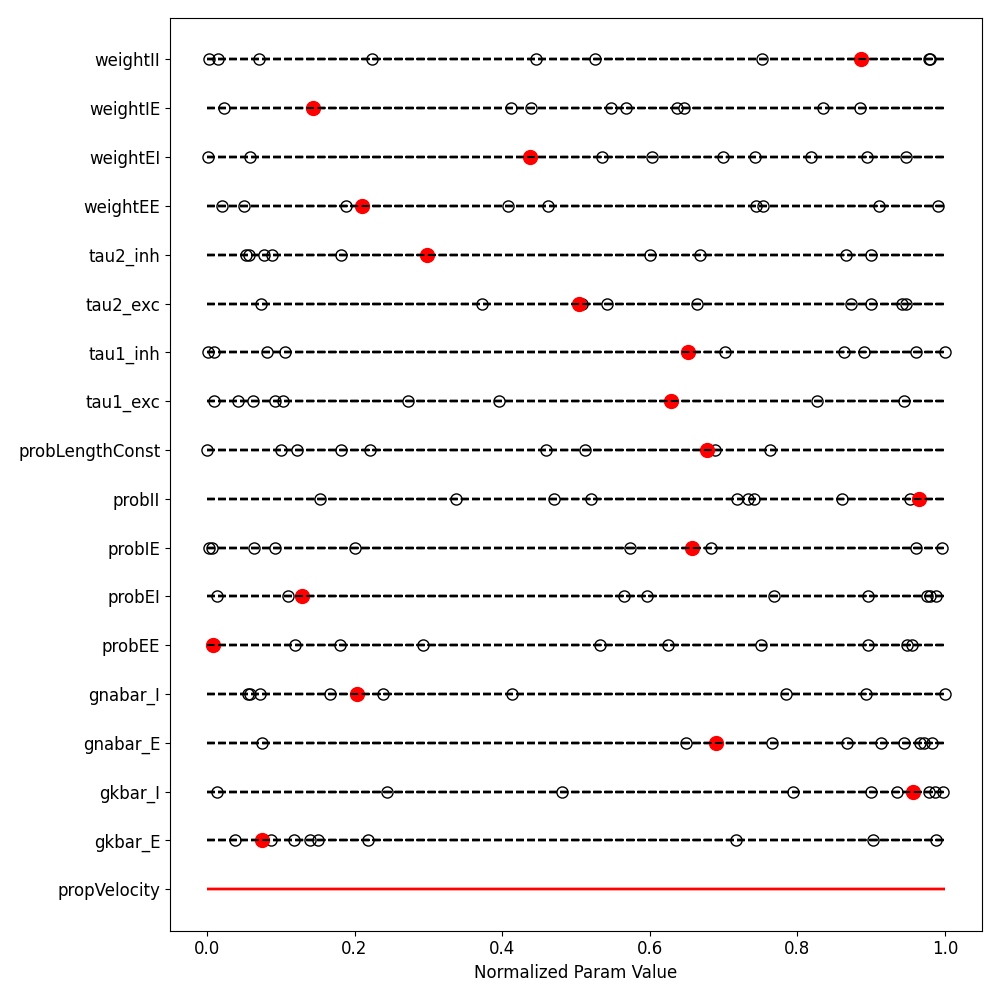 weightII
weightIE
weightEI
weightEE
tau2_inh
tau2_exc
tau1_inh
tau1_exc
probLengthConst
probII
probIE
probEI
probEE
gnabar_I
gnabar_E
gkbar_I
gkbar_E
propVelocity
0.0 0.2 0.4 0.6 0.8 1.0
Normalized Param Value